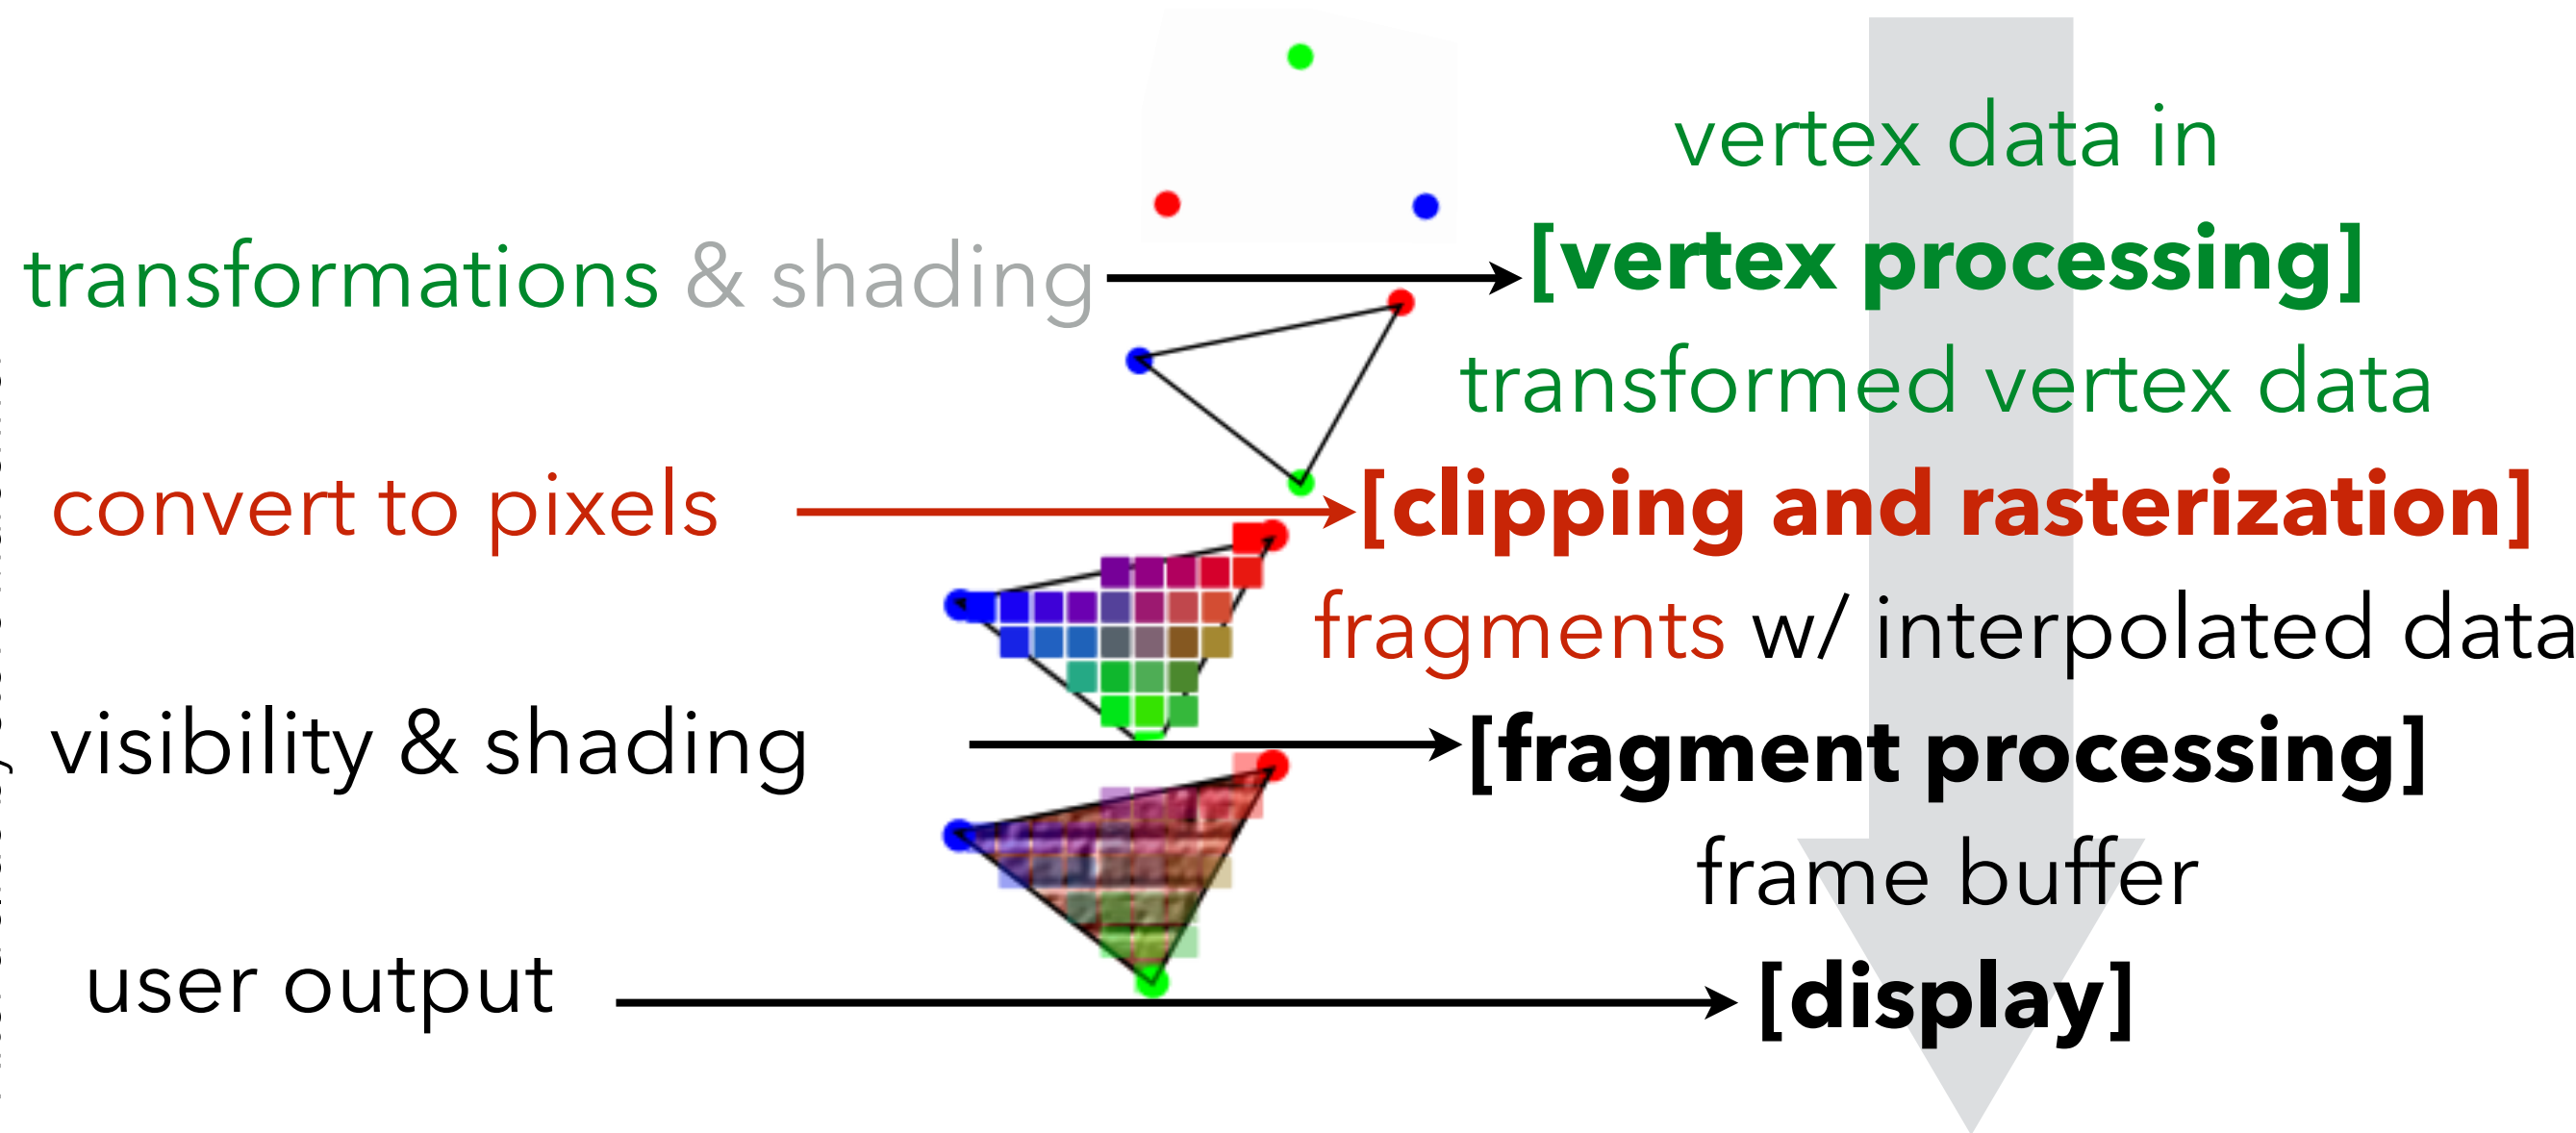 vertex data in
transformations & shading
[vertex processing]
transformed vertex data
convert to pixels
[clipping and rasterization]
fragments w/ interpolated data
visibility & shading
[fragment processing]
frame buffer
user output
[display]